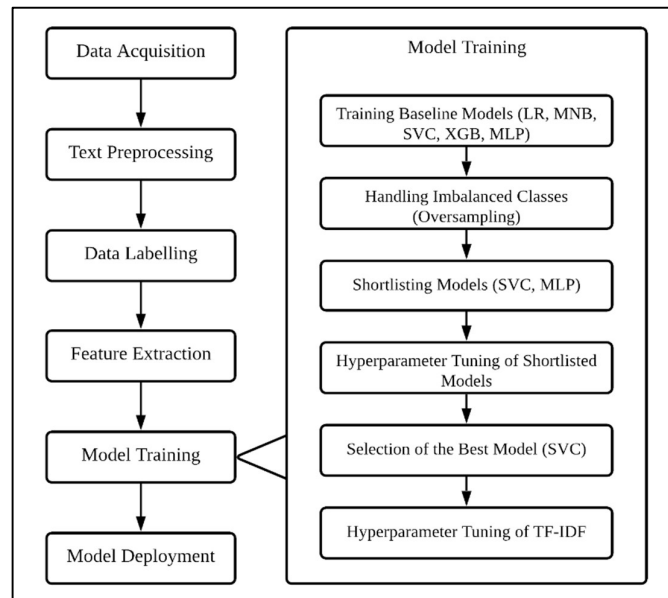 Data Acquisition
Text Preprocessing
Data Labelling
Feature Extraction
Model Training
Model Deployment
Model Training
Training Baseline Models (LR, MNB,
SVC, XGB, MLP)
Handling Imbalanced Classes
(Oversampling)
Shortlisting Models (SVC, MLP)
Hyperparameter Tuning of Shortlisted
Models
Selection of the Best Model (SVC)
Hyperparameter Tuning of TF-IDF